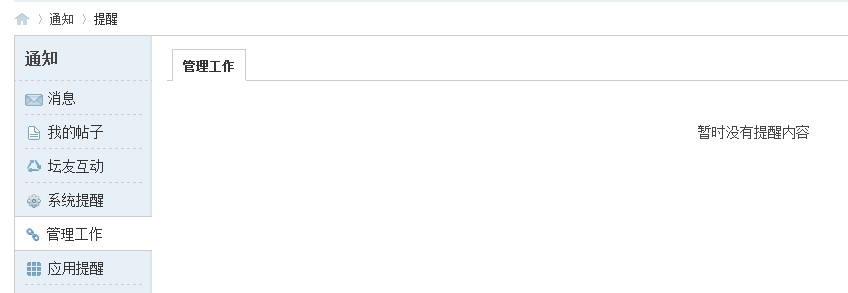 通知 提醒
通知
管理工作
消息
我的帖子
暂时没有提醒内容
坛友互动
系统提醒
管理工作
应用提醒